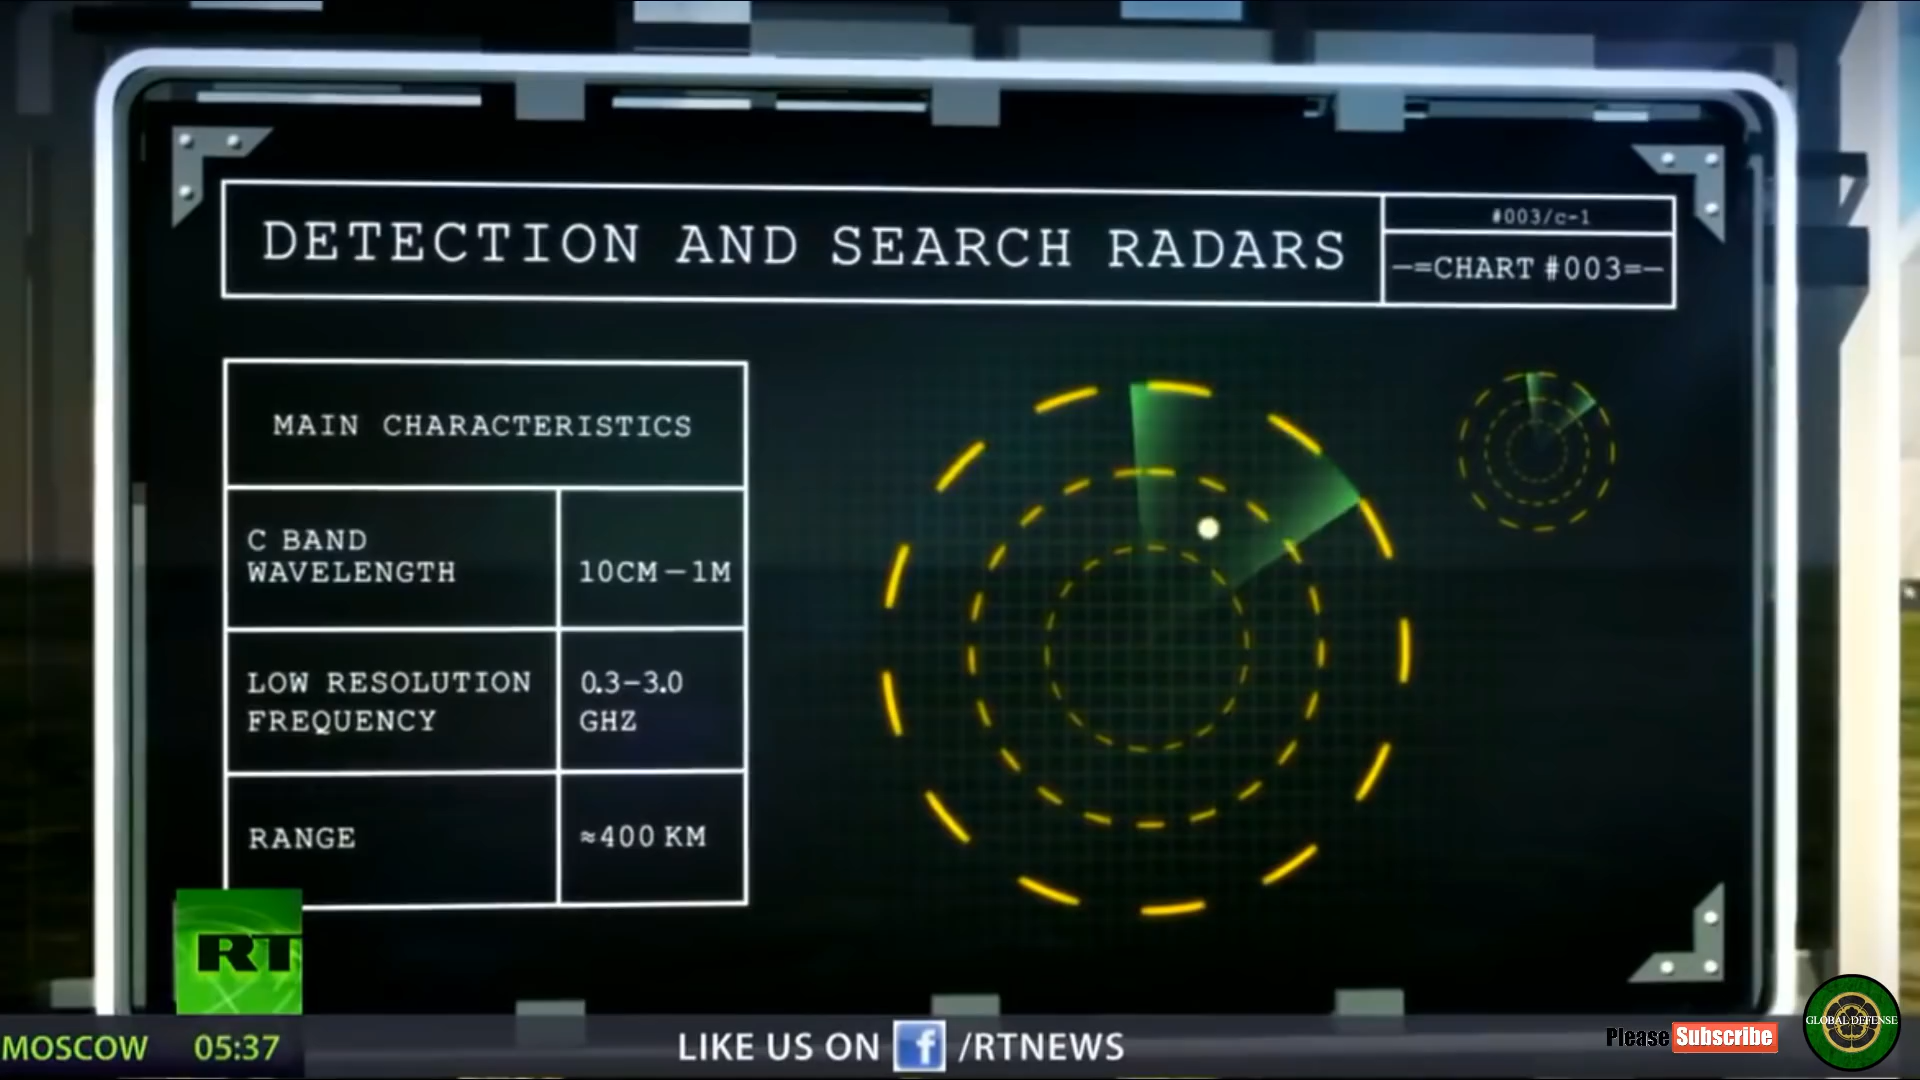 DETECTION AND SEARCH RADARS
#003/c-1
—=CHART #003=—
MAIN CHARACTERISTICS
C BAND
WAVELENGTH
10CM—1M
LOW RESOLUTION
FREQUENCY
0.3—3.0
GHZ
RANGE
≈400 KM
RT
MOSCOW 05:37
LIKE US ON f /RTNEWS
Please Subscribe
GLOBAL DEFENSE